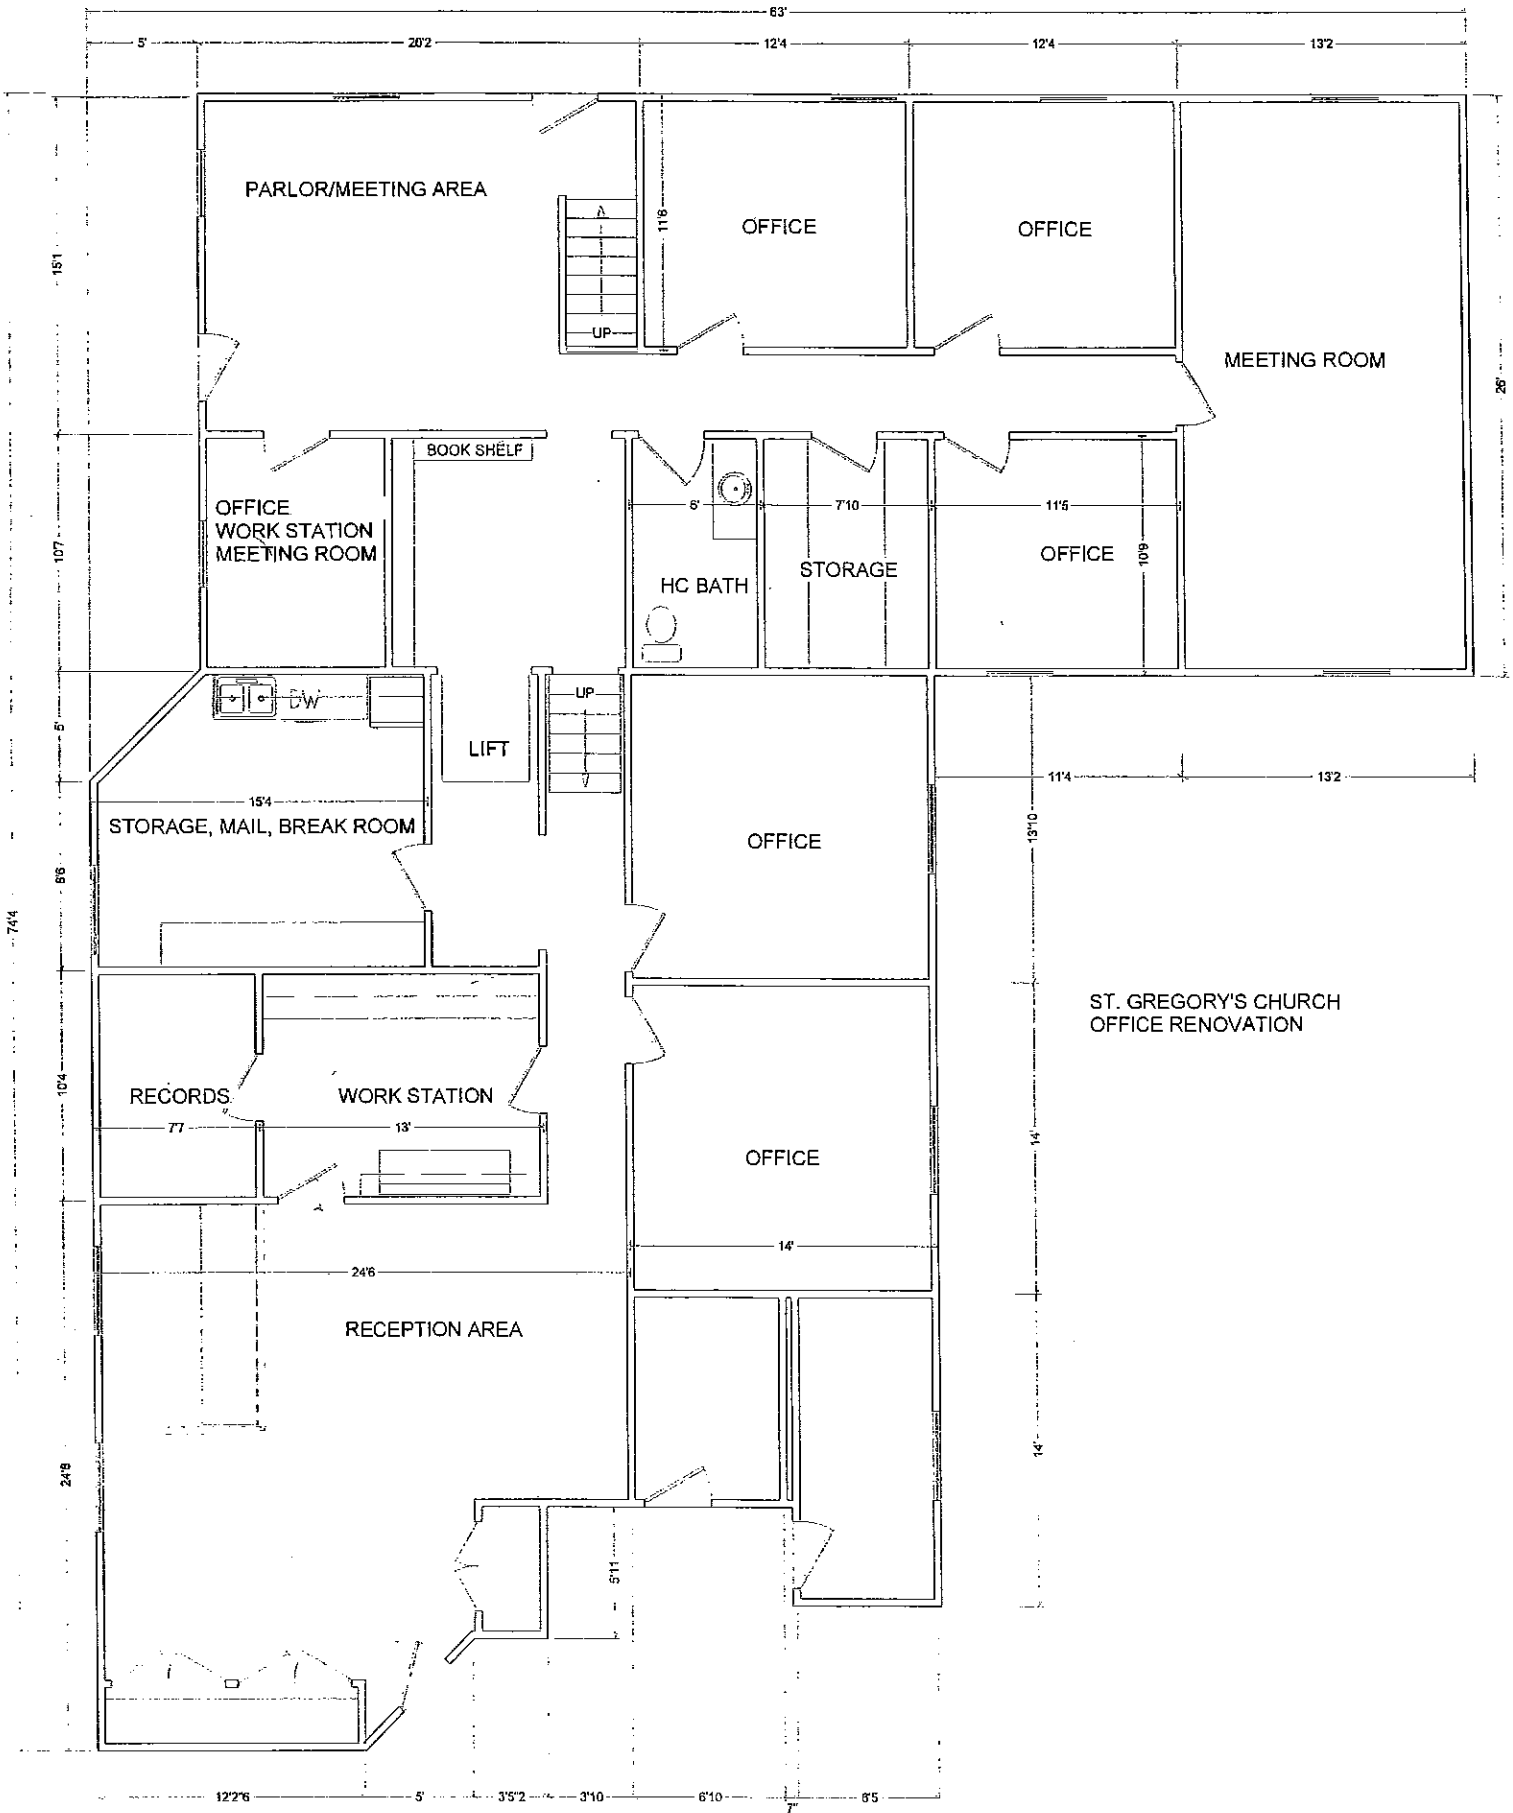 63'
5'
20'2
12'4
12'4
13'2
PARLOR/MEETING AREA
OFFICE
OFFICE
11'6
15'1
UP
MEETING ROOM
26'
BOOK SHELF
OFFICE
WORK STATION
MEETING ROOM
6'
7'10
11'5
10'7
OFFICE
10'9
STORAGE
HC BATH
DW
UP
LIFT
5'
11'4
13'2
15'4
STORAGE, MAIL, BREAK ROOM
OFFICE
13'10
8'6
74'4
ST. GREGORY'S CHURCH
OFFICE RENOVATION
10'4
RECORDS
WORK STATION
7'7
13'
OFFICE
14'
14'
24'6
RECEPTION AREA
14'
24'8
5'11
12'2"6
5'
3'5"2
3'10
6'10
7"
6'5